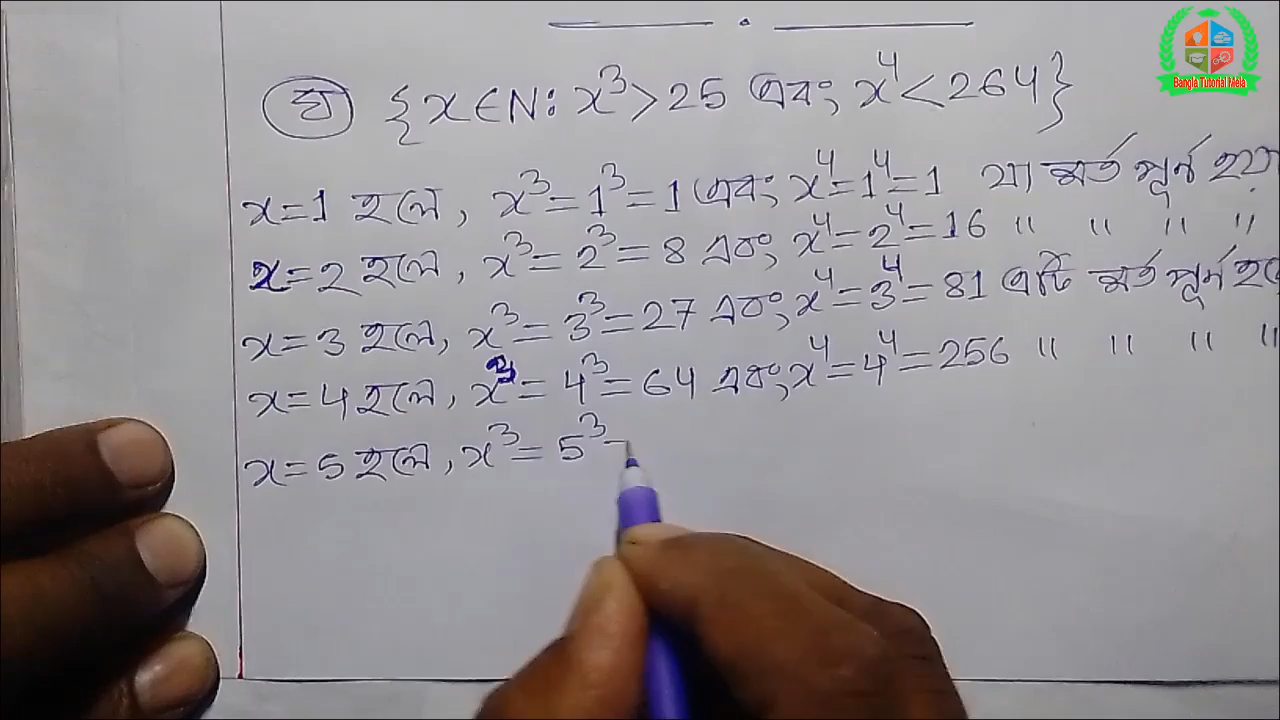 Bangla Tutorial Mela
ঘ {x∈N: x³>25 এবং x⁴<264}
x=1 হলে, x³=1³=1 এবং, x⁴=1⁴=1 যা শর্ত পূর্ন হয়
x=2 হলে, x³=2³=8 এবং, x⁴=2⁴=16 " " " "
x=3 হলে, x³=3³=27 এবং, x⁴=3⁴=81 এটি শর্ত পূর্ন
x=4 হলে, x³=4³=64 এবং, x⁴=4⁴=256 " " " "
x=5 হলে, x³=5³=